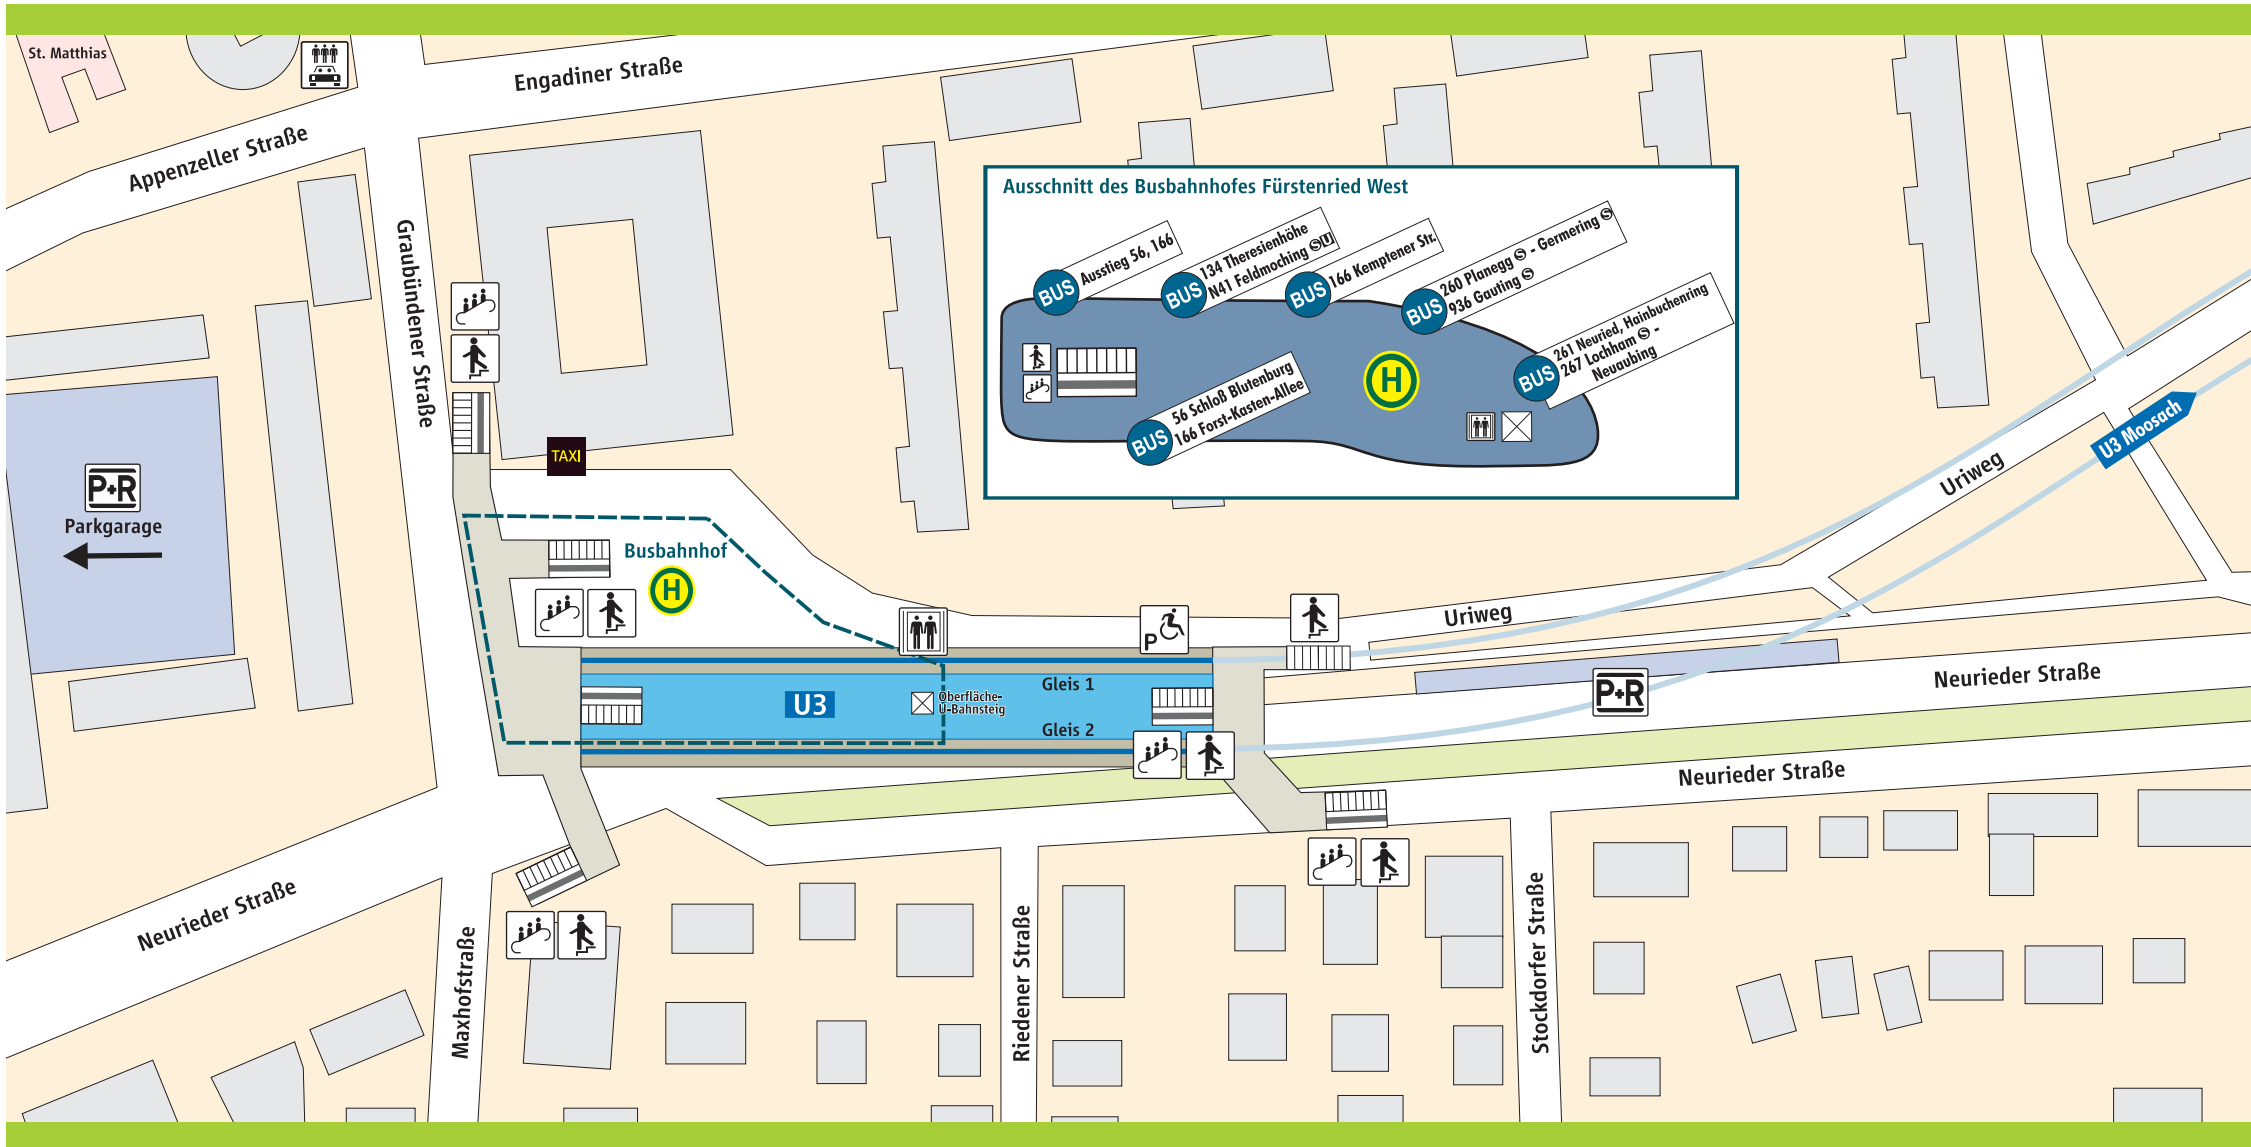 St. Matthias
Engadiner Straße
Appenzeller Straße
Graubündener Straße
Ausschnitt des Busbahnhofes Fürstenried West
BUS
Ausstieg 56, 166
BUS
134 Theresienhöhe
N41 Feldmoching S U
BUS
166 Kemptener Str.
BUS
260 Planegg S - Germering S
936 Gauting S
BUS
261 Neuried, Hainbuchenring
267 Lochham S -
Neuaubing
BUS
56 Schloß Blutenburg
166 Forst-Kasten-Allee
H
U3 Moosach
Uriweg
TAXI
P+R
Parkgarage
Busbahnhof
H
P
Uriweg
Gleis 1
U3
Oberfläche-
U-Bahnsteig
Gleis 2
P+R
Neurieder Straße
Neurieder Straße
Neurieder Straße
Maxhofstraße
Riedener Straße
Stockdorfer Straße